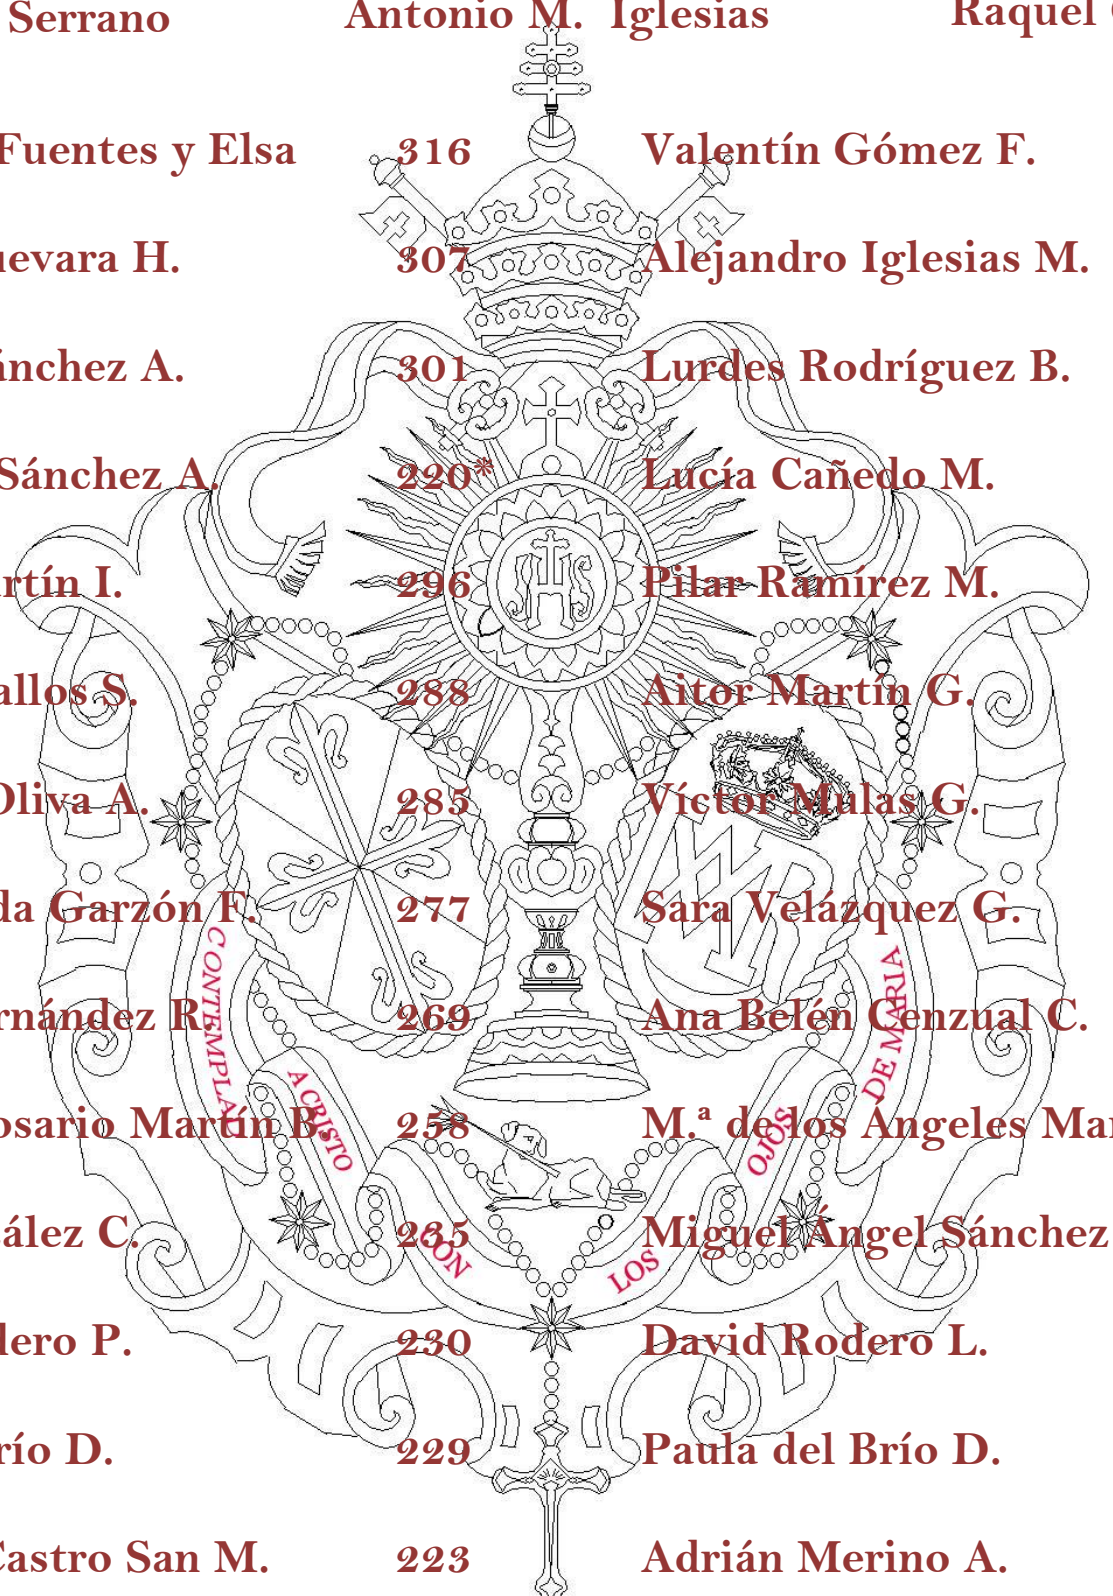 Serrano Antonio M. Iglesias Raquel
Fuentes y Elsa 316 Valentín Gómez F.
uevara H. 307 Alejandro Iglesias M.
ánchez A. 301 Lurdes Rodríguez B.
Sánchez A. 220* Lucía Cañedo M.
rtín I. 296 Pilar Ramírez M.
allos S. 288 Aitor Martín G.
Oliva A. 285 Víctor Mulas G.
da Garzón F. 277 Sara Velázquez G.
rnández R. 269 Ana Belén Cenzual C.
osario Martín B. 258 M.ª de los Ángeles Mar
ález C. 235 Miguel Ángel Sánchez
dero P. 230 David Rodero L.
río D. 229 Paula del Brío D.
Castro San M. 223 Adrián Merino A.
CONTEMPLAD
A CRISTO
CON
LOS
OJOS
DE MARIA